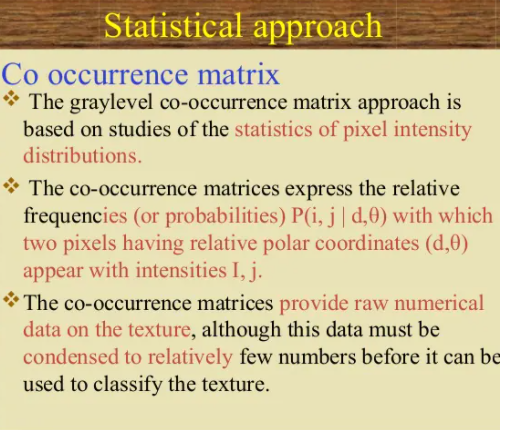 Statistical approach
Co occurrence matrix
❖ The graylevel co-occurrence matrix approach is
based on studies of the statistics of pixel intensity
distributions.
❖ The co-occurrence matrices express the relative
frequencies (or probabilities) P(i, j | d,θ) with which
two pixels having relative polar coordinates (d,θ)
appear with intensities I, j.
❖ The co-occurrence matrices provide raw numerical
data on the texture, although this data must be
condensed to relatively few numbers before it can be
used to classify the texture.